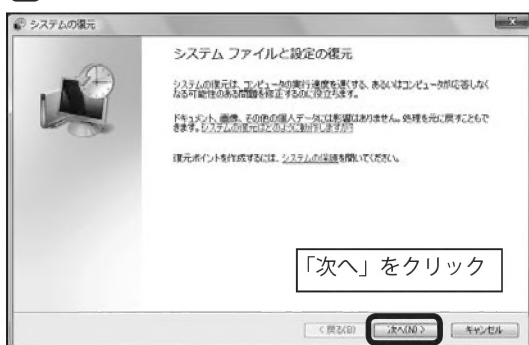 システムの復元
システム ファイルと設定の復元
システムの復元は、コンピュータの実行速度を遅くする、あるいはコンピュータが応答しなく
なる可能性のある問題を修正するのに役立ちます。
ドキュメント、画像、その他の個人データには影響はありません。処理を元に戻すこともで
きます。システムの復元はどのように動作しますか?
復元ポイントを作成するには、システムの保護を開いてください。
「次へ」をクリック
< 戻る(B) 次へ(N) > キャンセル